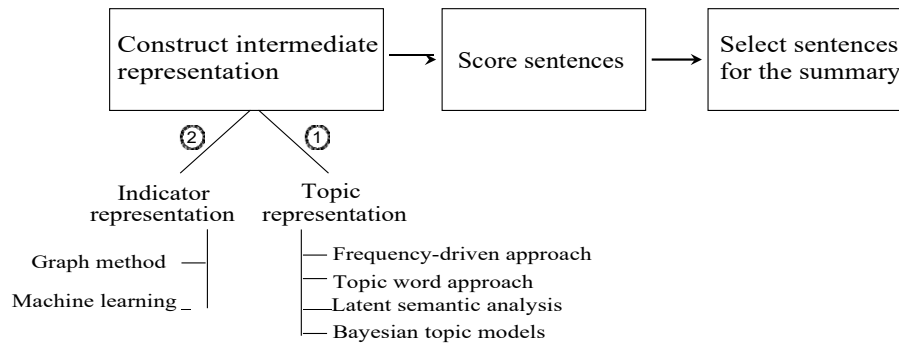 Construct intermediate
representation
Score sentences
Select sentences
for the summary
2
1
Indicator
representation
Topic
representation
Graph method
Machine learning
Frequency-driven approach
Topic word approach
Latent semantic analysis
Bayesian topic models